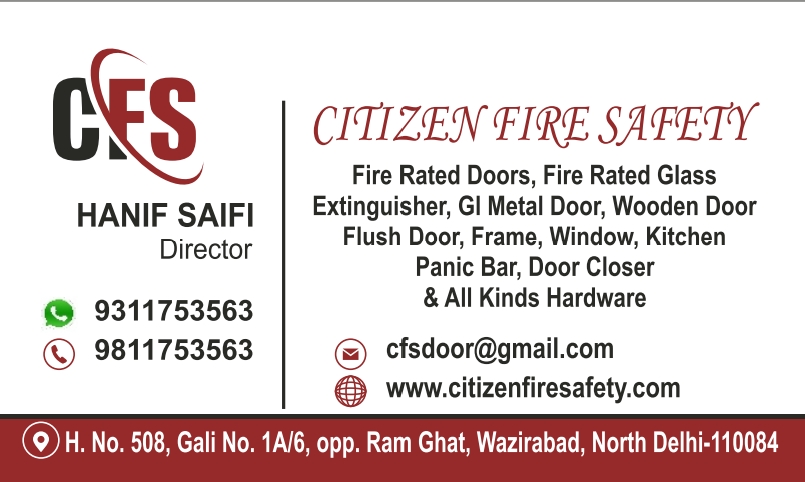 CFS
HANIF SAIFI
Director
9311753563
9811753563
CITIZEN FIRE SAFETY
Fire Rated Doors, Fire Rated Glass
Extinguisher, GI Metal Door, Wooden Door
Flush Door, Frame, Window, Kitchen
Panic Bar, Door Closer
& All Kinds Hardware
cfsdoor@gmail.com
www.citizenfiresafety.com
H. No. 508, Gali No. 1A/6, opp. Ram Ghat, Wazirabad, North Delhi-110084